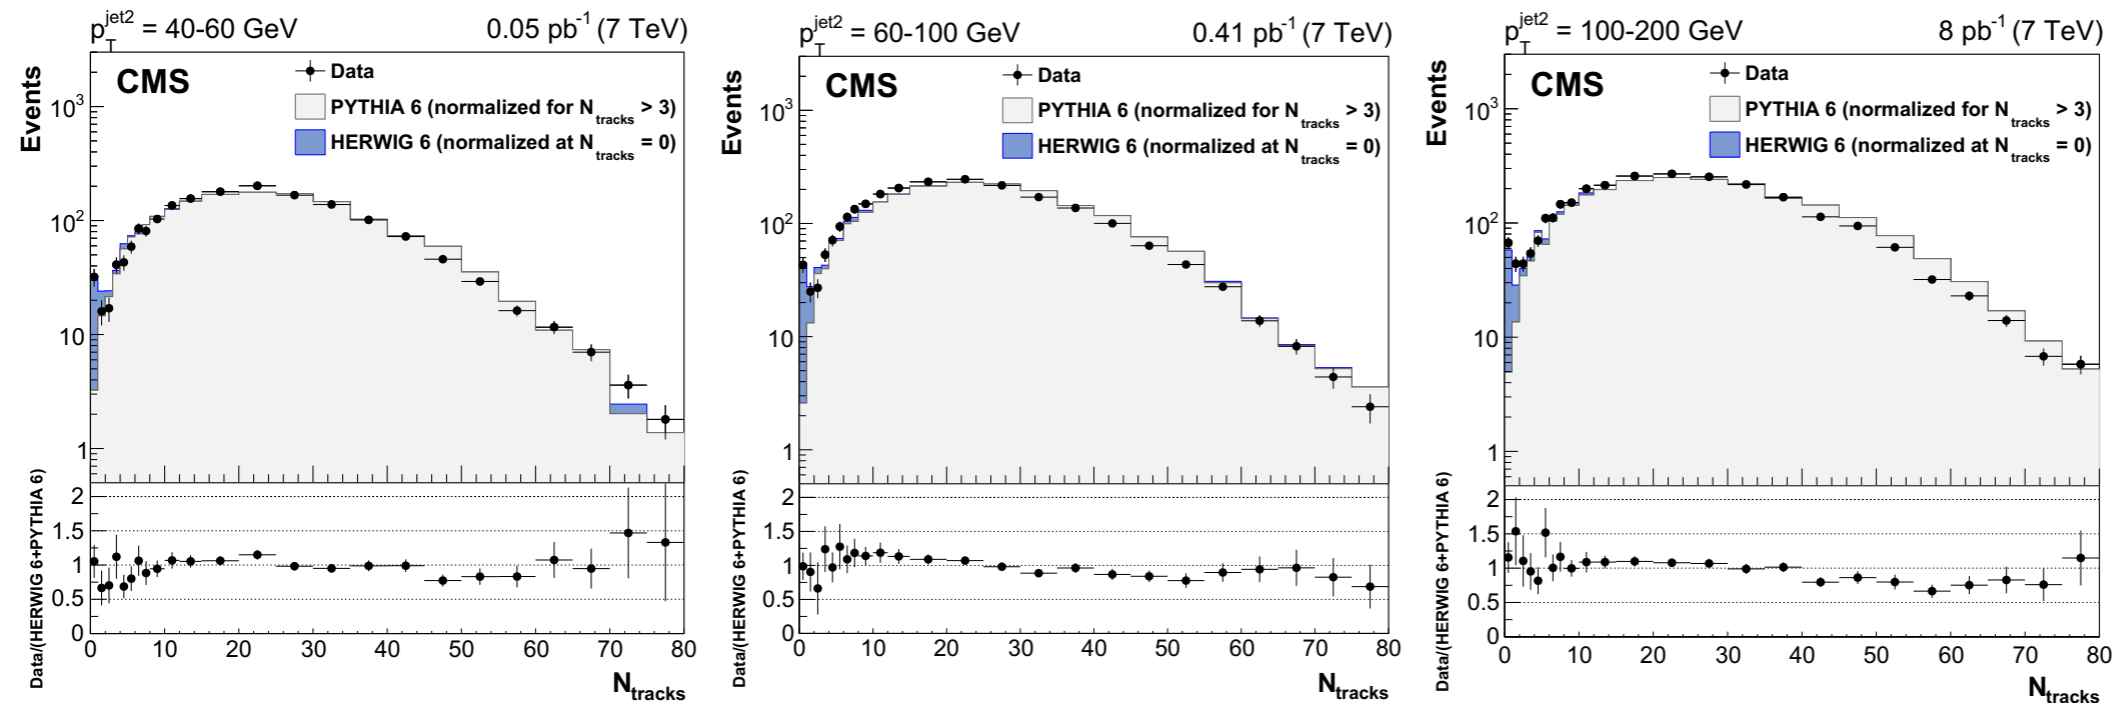 p_T^jet2 = 40-60 GeV 0.05 pb^-1 (7 TeV)
CMS
Data
PYTHIA 6 (normalized for N_tracks > 3)
HERWIG 6 (normalized at N_tracks = 0)
Events
10^3
10^2
10
1
Data/(HERWIG 6+PYTHIA 6)
2
1.5
1
0.5
0
0 10 20 30 40 50 60 70 80
N_tracks
p_T^jet2 = 60-100 GeV 0.41 pb^-1 (7 TeV)
CMS
Data
PYTHIA 6 (normalized for N_tracks > 3)
HERWIG 6 (normalized at N_tracks = 0)
Events
10^3
10^2
10
1
Data/(HERWIG 6+PYTHIA 6)
2
1.5
1
0.5
0
0 10 20 30 40 50 60 70 80
N_tracks
p_T^jet2 = 100-200 GeV 8 pb^-1 (7 TeV)
CMS
Data
PYTHIA 6 (normalized for N_tracks > 3)
HERWIG 6 (normalized at N_tracks = 0)
Events
10^3
10^2
10
1
Data/(HERWIG 6+PYTHIA 6)
2
1.5
1
0.5
0
0 10 20 30 40 50 60 70 80
N_tracks